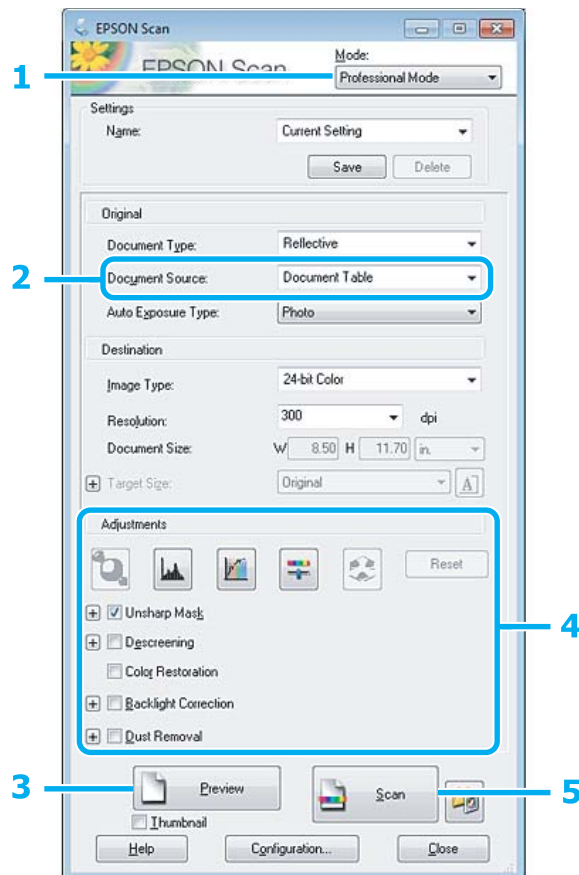 EPSON Scan
EPSON Scan
Mode:
1
Professional Mode
Settings
Name: Current Setting
Save Delete
Original
Document Type: Reflective
2 Document Source: Document Table
Auto Exposure Type: Photo
Destination
Image Type: 24-bit Color
Resolution: 300 dpi
Document Size: W 8.50 H 11.70 in.
Target Size: Original A
Adjustments
Reset
Unsharp Mask
4
Descreening
Color Restoration
Backlight Correction
Dust Removal
3 Preview Scan 5
Thumbnail
Help Configuration... Close